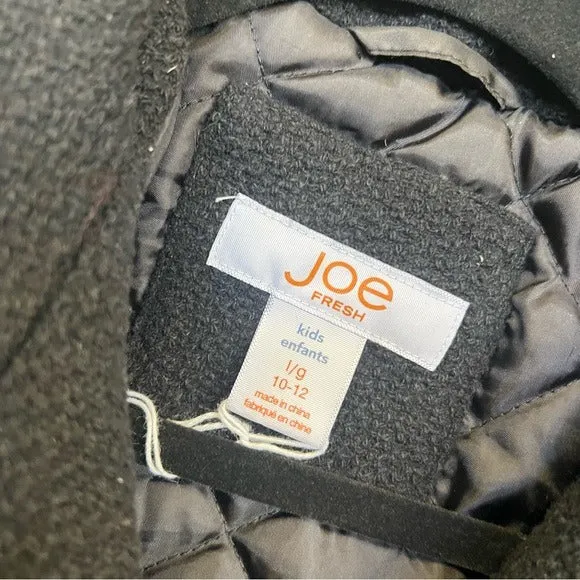 Joe
FRESH
kids
enfants
l/g
10-12
made in china
fabriqué en chine